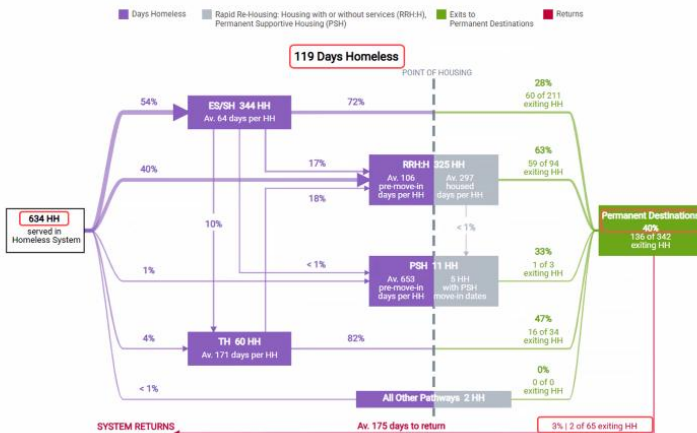 Days Homeless
Rapid Re-Housing: Housing with or without services (RRH:H),
Permanent Supportive Housing (PSH)
Exits to
Permanent Destinations
Returns
119 Days Homeless
POINT OF HOUSING
54%
ES/SH 344 HH
Av. 64 days per HH
72%
28%
60 of 211
exiting HH
40%
17%
18%
RRH:H 325 HH
Av. 106
pre-move-in
days per HH
Av. 297
housed
days per HH
63%
59 of 94
exiting HH
634 HH
served in
Homeless System
10%
< 1%
Permanent Destinations
40%
136 of 342
exiting HH
1%
< 1%
PSH 11 HH
Av. 653
pre-move-in
days per HH
5 HH
with PSH
move-in dates
33%
1 of 3
exiting HH
4%
TH 60 HH
Av. 171 days per HH
82%
47%
16 of 34
exiting HH
< 1%
All Other Pathways 2 HH
0%
0 of 0
exiting HH
SYSTEM RETURNS
Av. 175 days to return
3% | 2 of 65 exiting HH